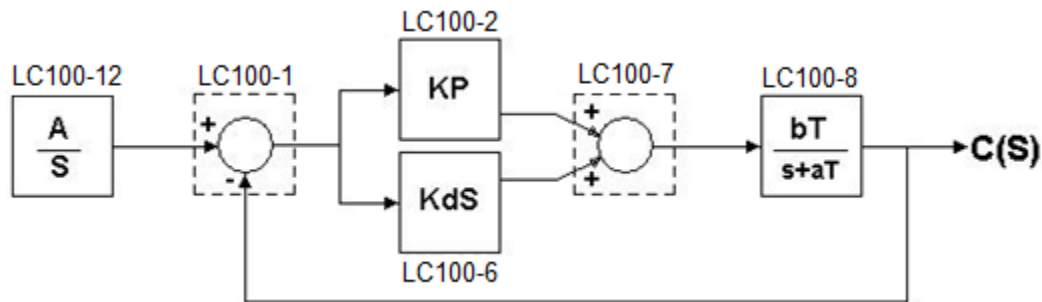 LC100-2
LC100-12
LC100-1
LC100-7
LC100-8
A
S
+
-
KP
KdS
+
+
bT
s+aT
C(S)
LC100-6